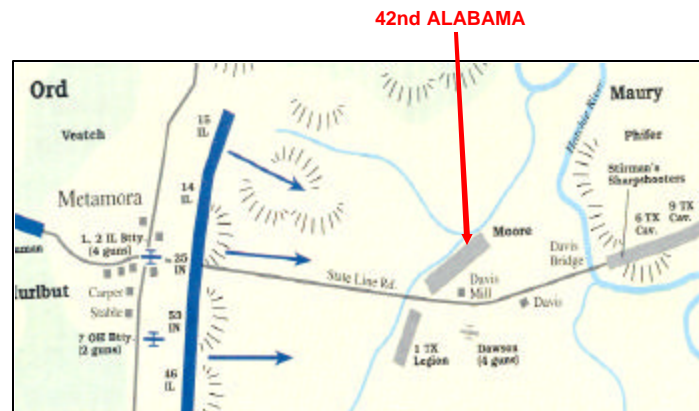 42nd ALABAMA
Ord
Maury
Hatchie River
Veatch
Phifer
15
IL
Stirman's
Sharpshooters
14
IL
Metamora
9 TX
Cav.
6 TX
Cav.
1, 2 IL Btty.
(4 guns)
25
IN
Moore
Davis
Bridge
State Line Rd.
Davis
Mill
Davis
Carper
Stable
53
IN
7 OH Btty.
(2 guns)
1 TX
Legion
Dawson
(4 guns)
46
IL